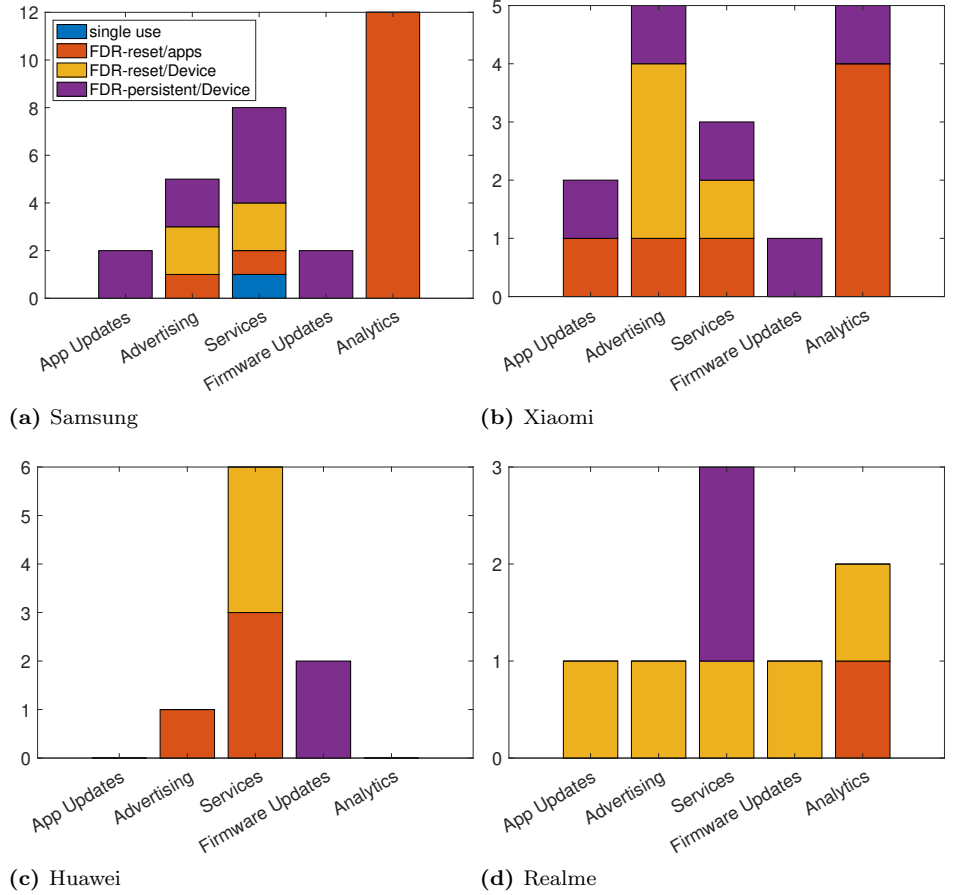 12
10
8
6
4
2
0
single use
FDR-reset/apps
FDR-reset/Device
FDR-persistent/Device
App Updates
Advertising
Services
Firmware Updates
Analytics
(a) Samsung
5
4
3
2
1
0
App Updates
Advertising
Services
Firmware Updates
Analytics
(b) Xiaomi
6
5
4
3
2
1
0
App Updates
Advertising
Services
Firmware Updates
Analytics
(c) Huawei
3
2
1
0
App Updates
Advertising
Services
Firmware Updates
Analytics
(d) Realme